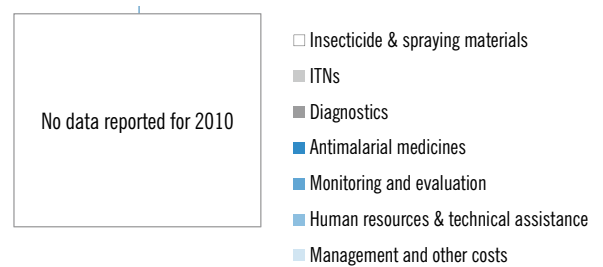 No data reported for 2010
Insecticide & spraying materials
ITNs
Diagnostics
Antimalarial medicines
Monitoring and evaluation
Human resources & technical assistance
Management and other costs